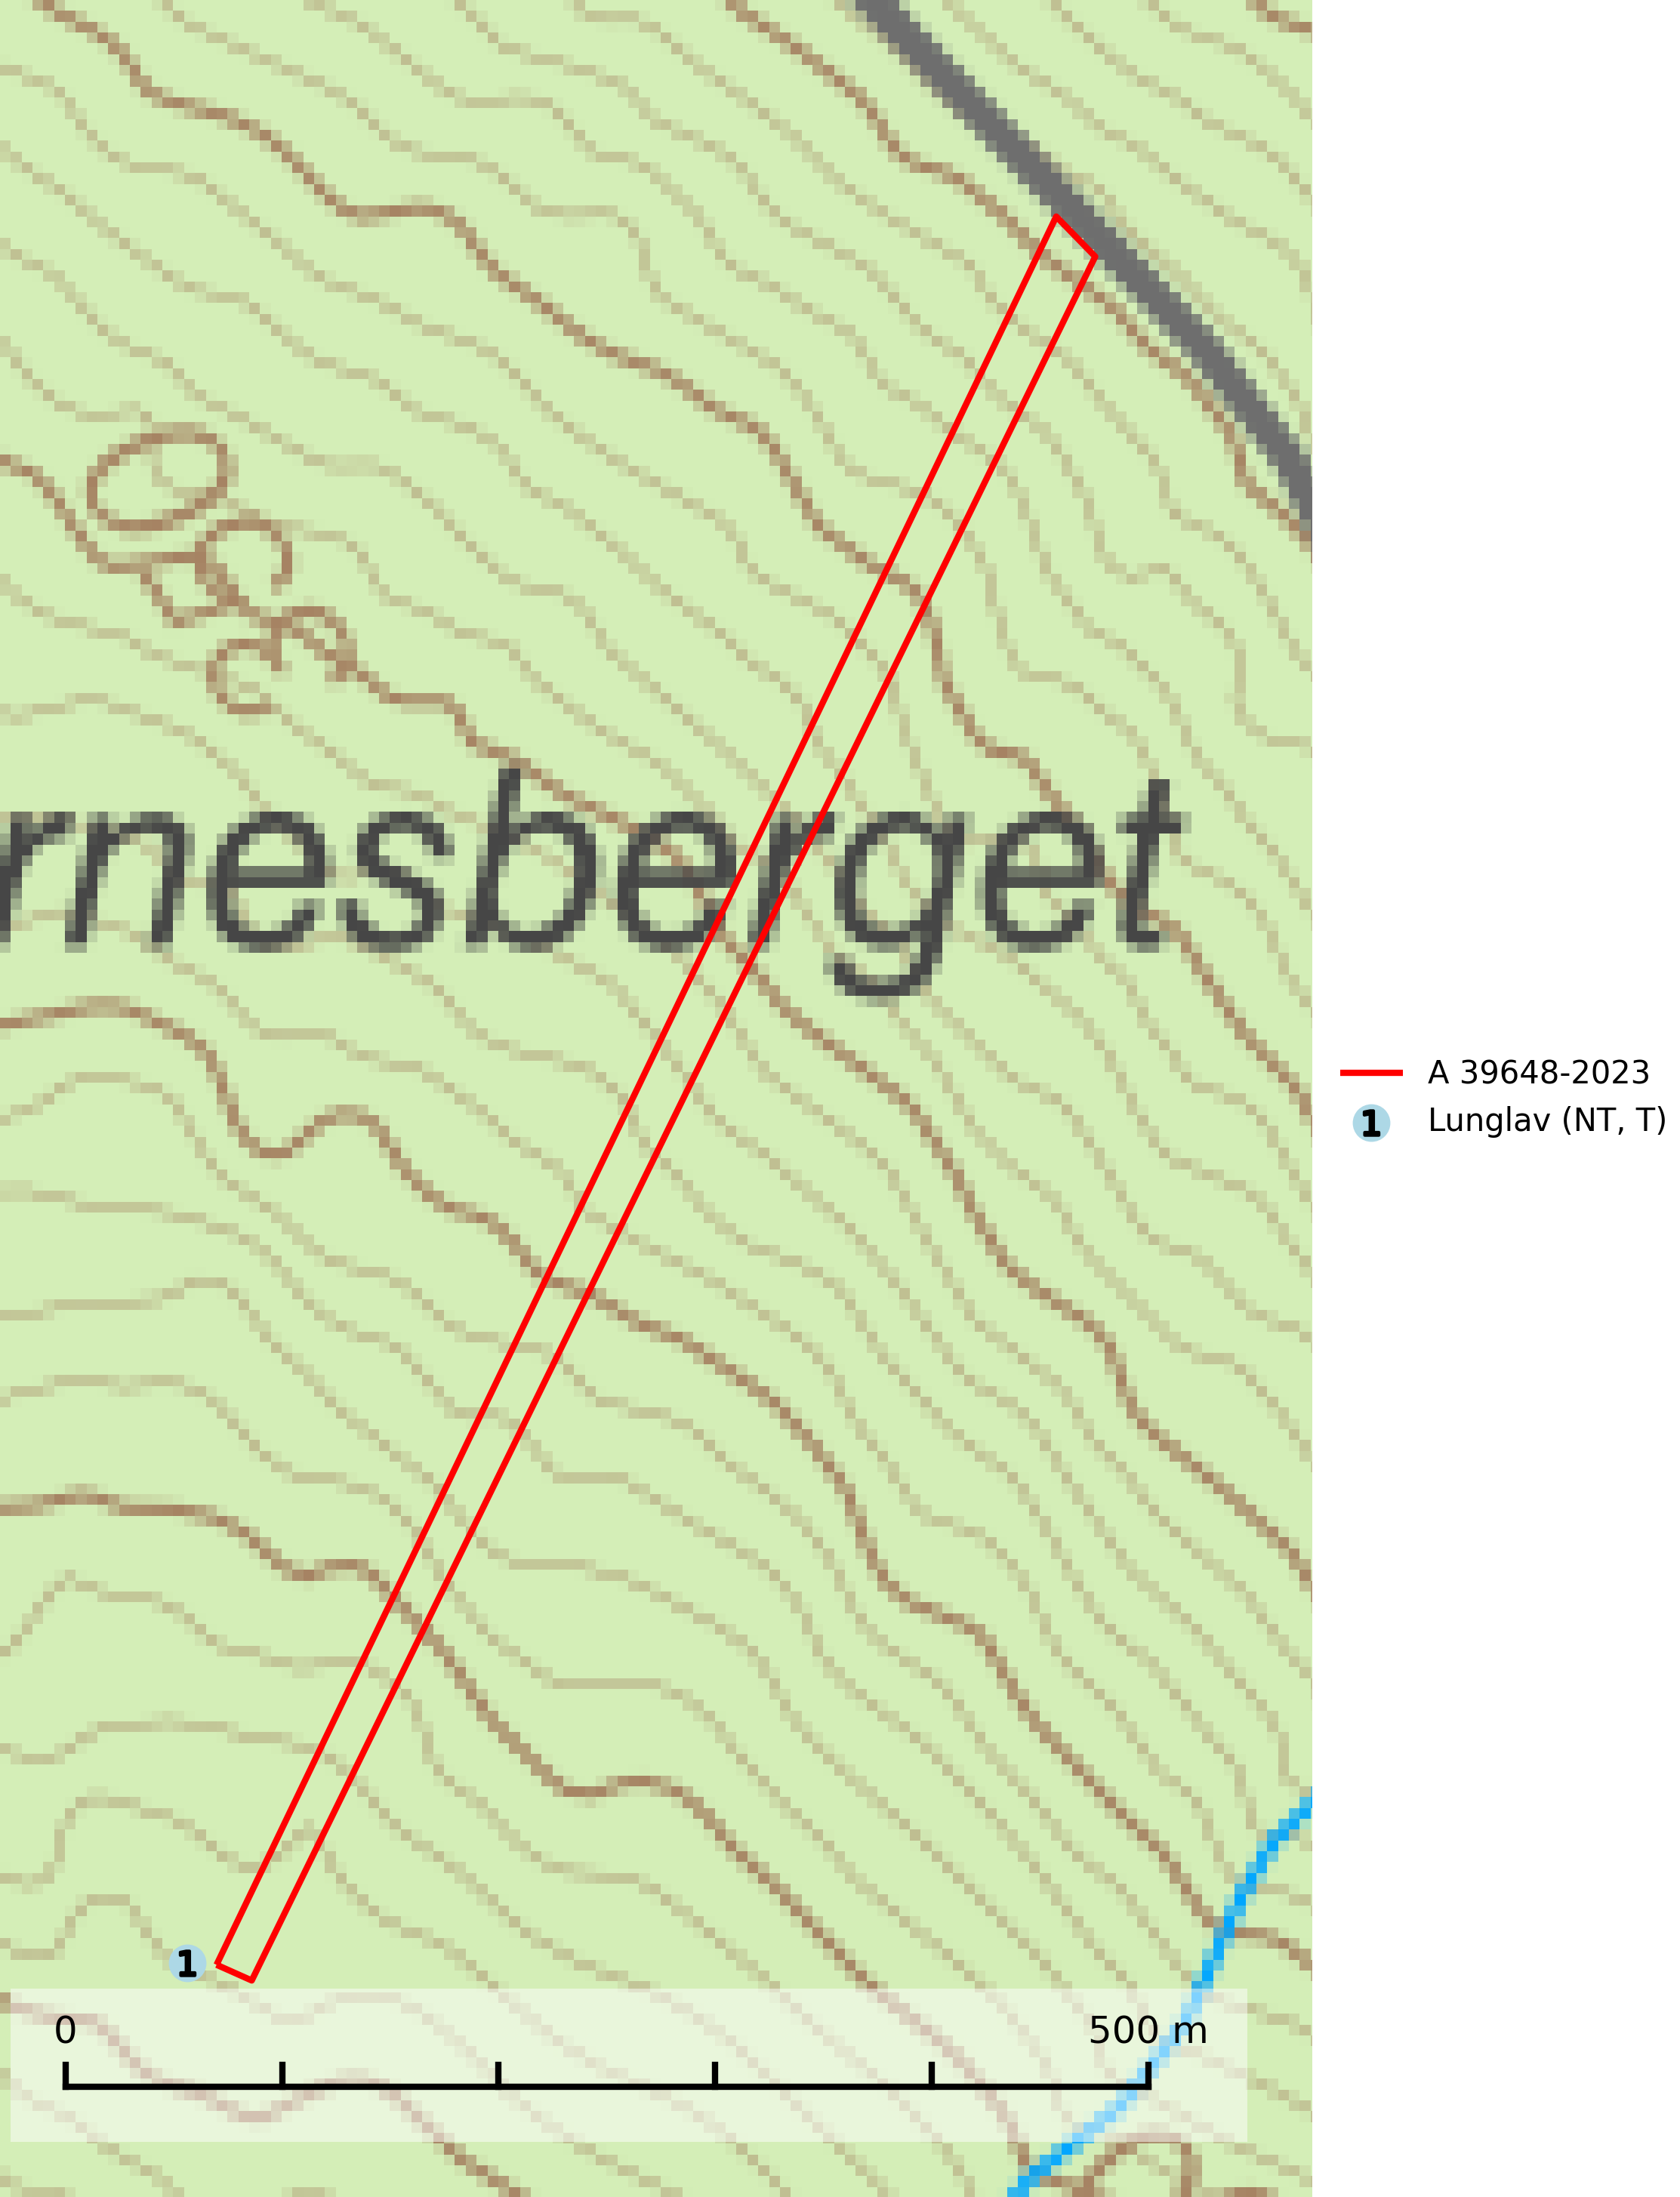 rnesberget
A 39648-2023
1 Lunglav (NT, T)
1
0 500 m